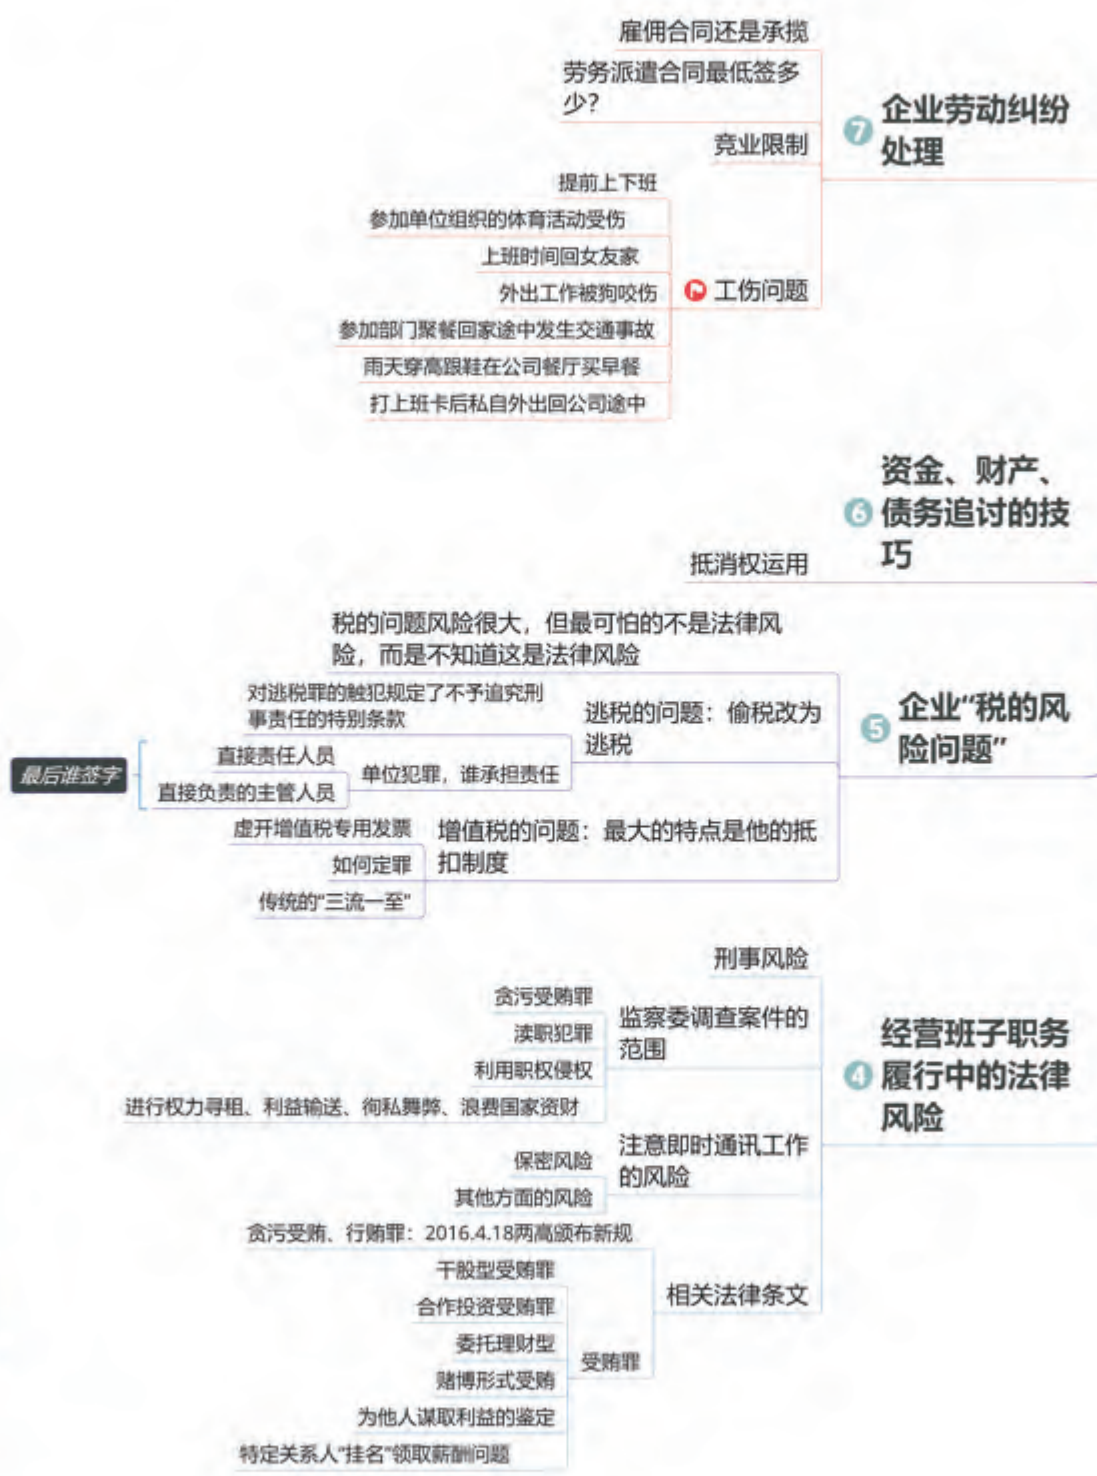 雇佣合同还是承揽
劳务派遣合同最低签多
少?
竞业限制
7
企业劳动纠纷
处理
提前上下班
参加单位组织的体育活动受伤
上班时间回女友家
外出工作被狗咬伤
参加部门聚餐回家途中发生交通事故
雨天穿高跟鞋在公司餐厅买早餐
打上班卡后私自外出回公司途中
工伤问题
6
资金、财产、
债务追讨的技
巧
抵消权运用
税的问题风险很大，但最可怕的不是法律风
险，而是不知道这是法律风险
5
企业“税的风
险问题”
对逃税罪的触犯规定了不予追究刑
事责任的特别条款
逃税的问题：偷税改为
逃税
直接责任人员
直接负责的主管人员
单位犯罪，谁承担责任
最后谁签字
虚开增值税专用发票
如何定罪
传统的“三流一至”
增值税的问题：最大的特点是他的抵
扣制度
刑事风险
4
经营班子职务
履行中的法律
风险
贪污受贿罪
渎职犯罪
利用职权侵权
进行权力寻租、利益输送、徇私舞弊、浪费国家资财
监察委调查案件的
范围
保密风险
其他方面的风险
注意即时通讯工作
的风险
贪污受贿、行贿罪：2016.4.18两高颁布新规
相关法律条文
干股型受贿罪
合作投资受贿罪
委托理财型
赌博形式受贿
为他人谋取利益的鉴定
特定关系人“挂名”领取薪酬问题
受贿罪